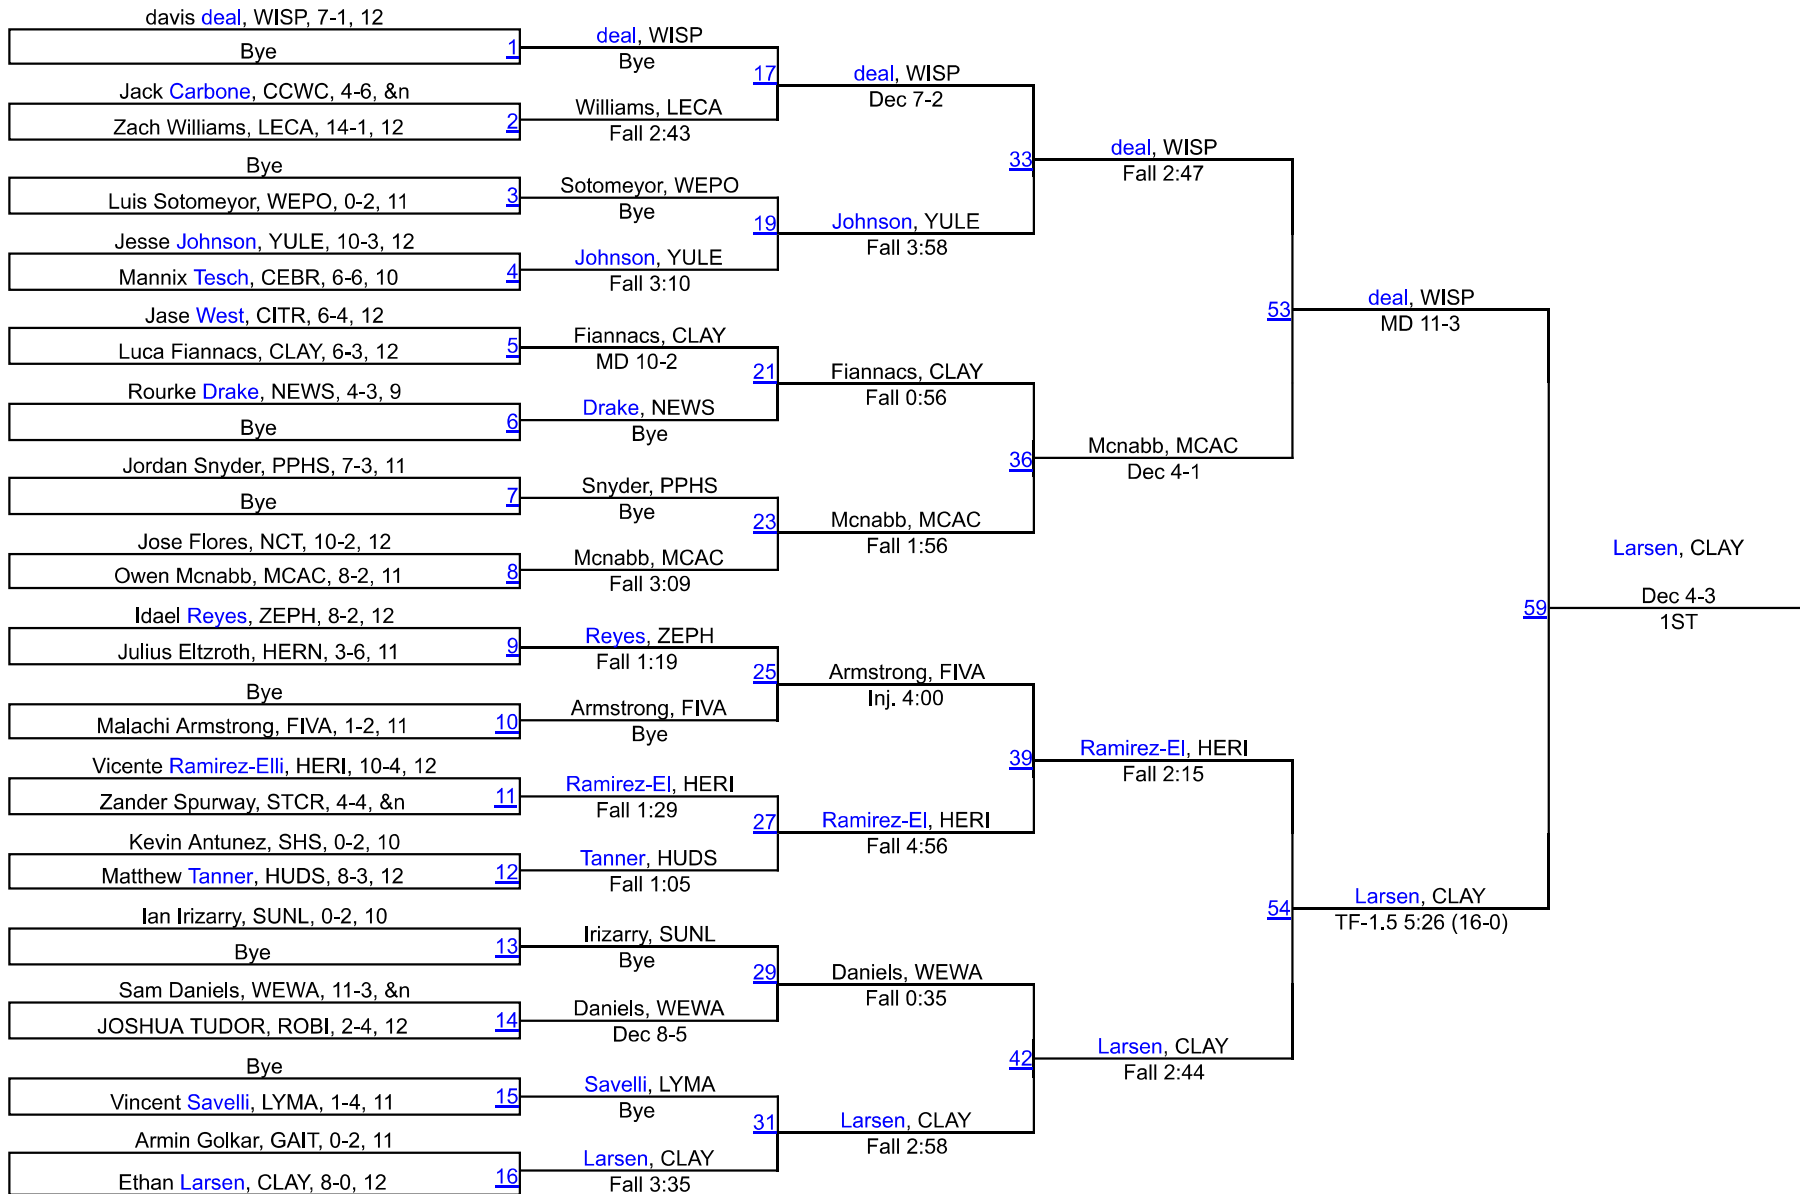 davis deal, WISP, 7-1, 12
Bye
1
Jack Carbone, CCWC, 4-6, &n
Zach Williams, LECA, 14-1, 12
2
Bye
Luis Sotomeyor, WEPO, 0-2, 11
3
Jesse Johnson, YULE, 10-3, 12
Mannix Tesch, CEBR, 6-6, 10
4
Jase West, CITR, 6-4, 12
Luca Fiannacs, CLAY, 6-3, 12
5
Rourke Drake, NEWS, 4-3, 9
Bye
6
Jordan Snyder, PPHS, 7-3, 11
Bye
7
Jose Flores, NCT, 10-2, 12
Owen Mcnabb, MCAC, 8-2, 11
8
Idael Reyes, ZEPH, 8-2, 12
Julius Eltzroth, HERN, 3-6, 11
9
Bye
Malachi Armstrong, FIVA, 1-2, 11
10
Vicente Ramirez-Elli, HERI, 10-4, 12
Zander Spurway, STCR, 4-4, &n
11
Kevin Antunez, SHS, 0-2, 10
Matthew Tanner, HUDS, 8-3, 12
12
Ian Irizarry, SUNL, 0-2, 10
Bye
13
Sam Daniels, WEWA, 11-3, &n
JOSHUA TUDOR, ROBI, 2-4, 12
14
Bye
Vincent Savelli, LYMA, 1-4, 11
15
Armin Golkar, GAIT, 0-2, 11
Ethan Larsen, CLAY, 8-0, 12
16
deal, WISP
Bye
17
Williams, LECA
Fall 2:43
Sotomeyor, WEPO
Bye
19
Johnson, YULE
Fall 3:10
Fiannacs, CLAY
MD 10-2
21
Drake, NEWS
Bye
Snyder, PPHS
Bye
23
Mcnabb, MCAC
Fall 3:09
Reyes, ZEPH
Fall 1:19
25
Armstrong, FIVA
Bye
Ramirez-El, HERI
Fall 1:29
27
Tanner, HUDS
Fall 1:05
Irizarry, SUNL
Bye
29
Daniels, WEWA
Dec 8-5
Savelli, LYMA
Bye
31
Larsen, CLAY
Fall 3:35
deal, WISP
Dec 7-2
33
Johnson, YULE
Fall 3:58
Fiannacs, CLAY
Fall 0:56
36
Mcnabb, MCAC
Fall 1:56
Armstrong, FIVA
Inj. 4:00
39
Ramirez-El, HERI
Fall 4:56
Daniels, WEWA
Fall 0:35
42
Larsen, CLAY
Fall 2:58
deal, WISP
Fall 2:47
53
Mcnabb, MCAC
Dec 4-1
Ramirez-El, HERI
Fall 2:15
54
Larsen, CLAY
Fall 2:44
deal, WISP
MD 11-3
59
Larsen, CLAY
TF-1.5 5:26 (16-0)
Larsen, CLAY
Dec 4-3
1ST